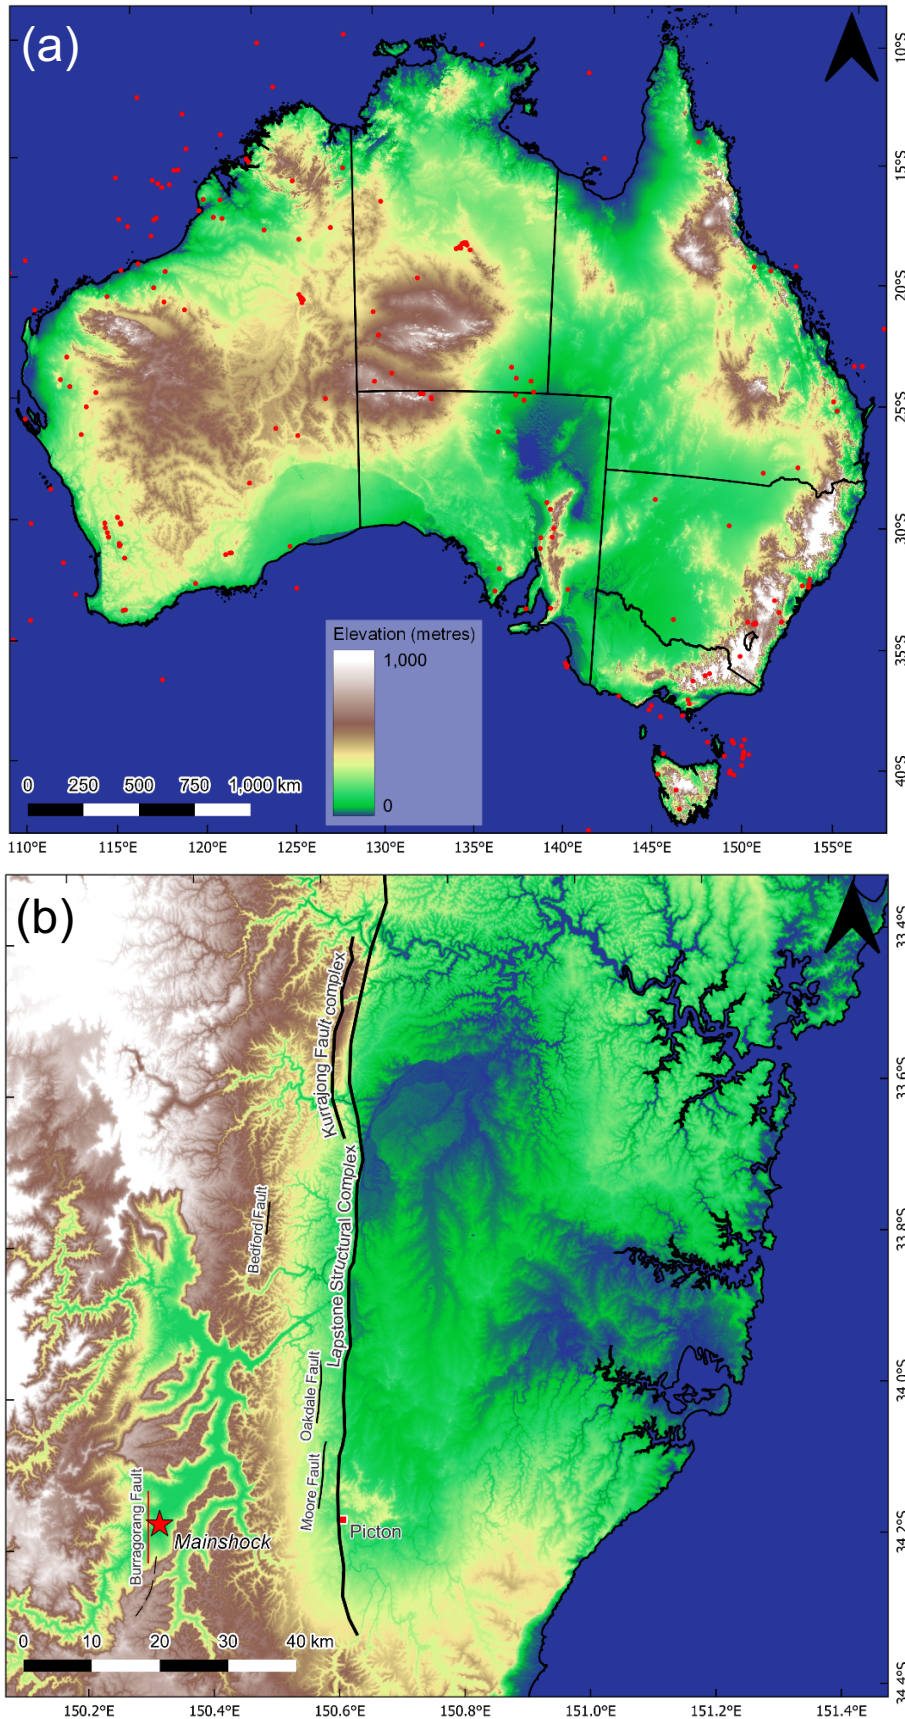 (a)
10°S
15°S
20°S
25°S
30°S
35°S
40°S
Elevation (metres)
1,000
0
0 250 500 750 1,000 km
110°E 115°E 120°E 125°E 130°E 135°E 140°E 145°E 150°E 155°E
(b)
33.4°S
33.6°S
33.8°S
34.0°S
34.2°S
34.4°S
Kurrajong Fault complex
Lapstone Structural Complex
Bedford Fault
Oakdale Fault
Moore Fault
Burragorang Fault
Mainshock
Picton
0 10 20 30 40 km
150.2°E 150.4°E 150.6°E 150.8°E 151.0°E 151.2°E 151.4°E